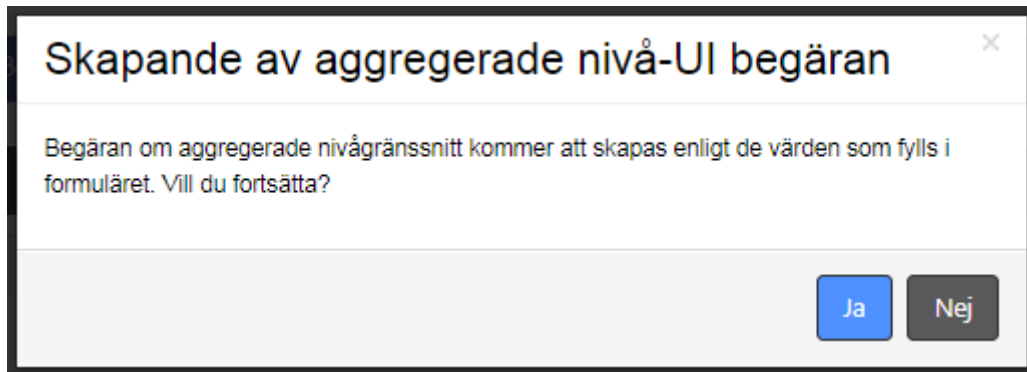 Skapande av aggregerade nivå-UI begäran
×
Begäran om aggregerade nivågränssnitt kommer att skapas enligt de värden som fylls i
formuläret. Vill du fortsätta?
Ja Nej